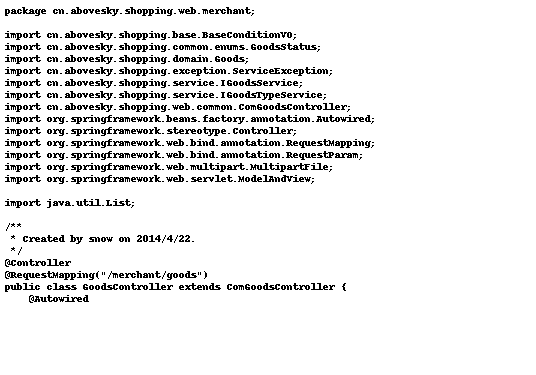 package cn.abovesky.shopping.web.merchant;

import cn.abovesky.shopping.base.BaseConditionVO;
import cn.abovesky.shopping.common.enums.GoodsStatus;
import cn.abovesky.shopping.domain.Goods;
import cn.abovesky.shopping.exception.ServiceException;
import cn.abovesky.shopping.service.IGoodsService;
import cn.abovesky.shopping.service.IGoodsTypeService;
import cn.abovesky.shopping.web.common.ComGoodsController;
import org.springframework.beans.factory.annotation.Autowired;
import org.springframework.stereotype.Controller;
import org.springframework.web.bind.annotation.RequestMapping;
import org.springframework.web.bind.annotation.RequestParam;
import org.springframework.web.multipart.MultipartFile;
import org.springframework.web.servlet.ModelAndView;

import java.util.List;

/**
 * Created by snow on 2014/4/22.
 */
@Controller
@RequestMapping("/merchant/goods")
public class GoodsController extends ComGoodsController {
    @Autowired